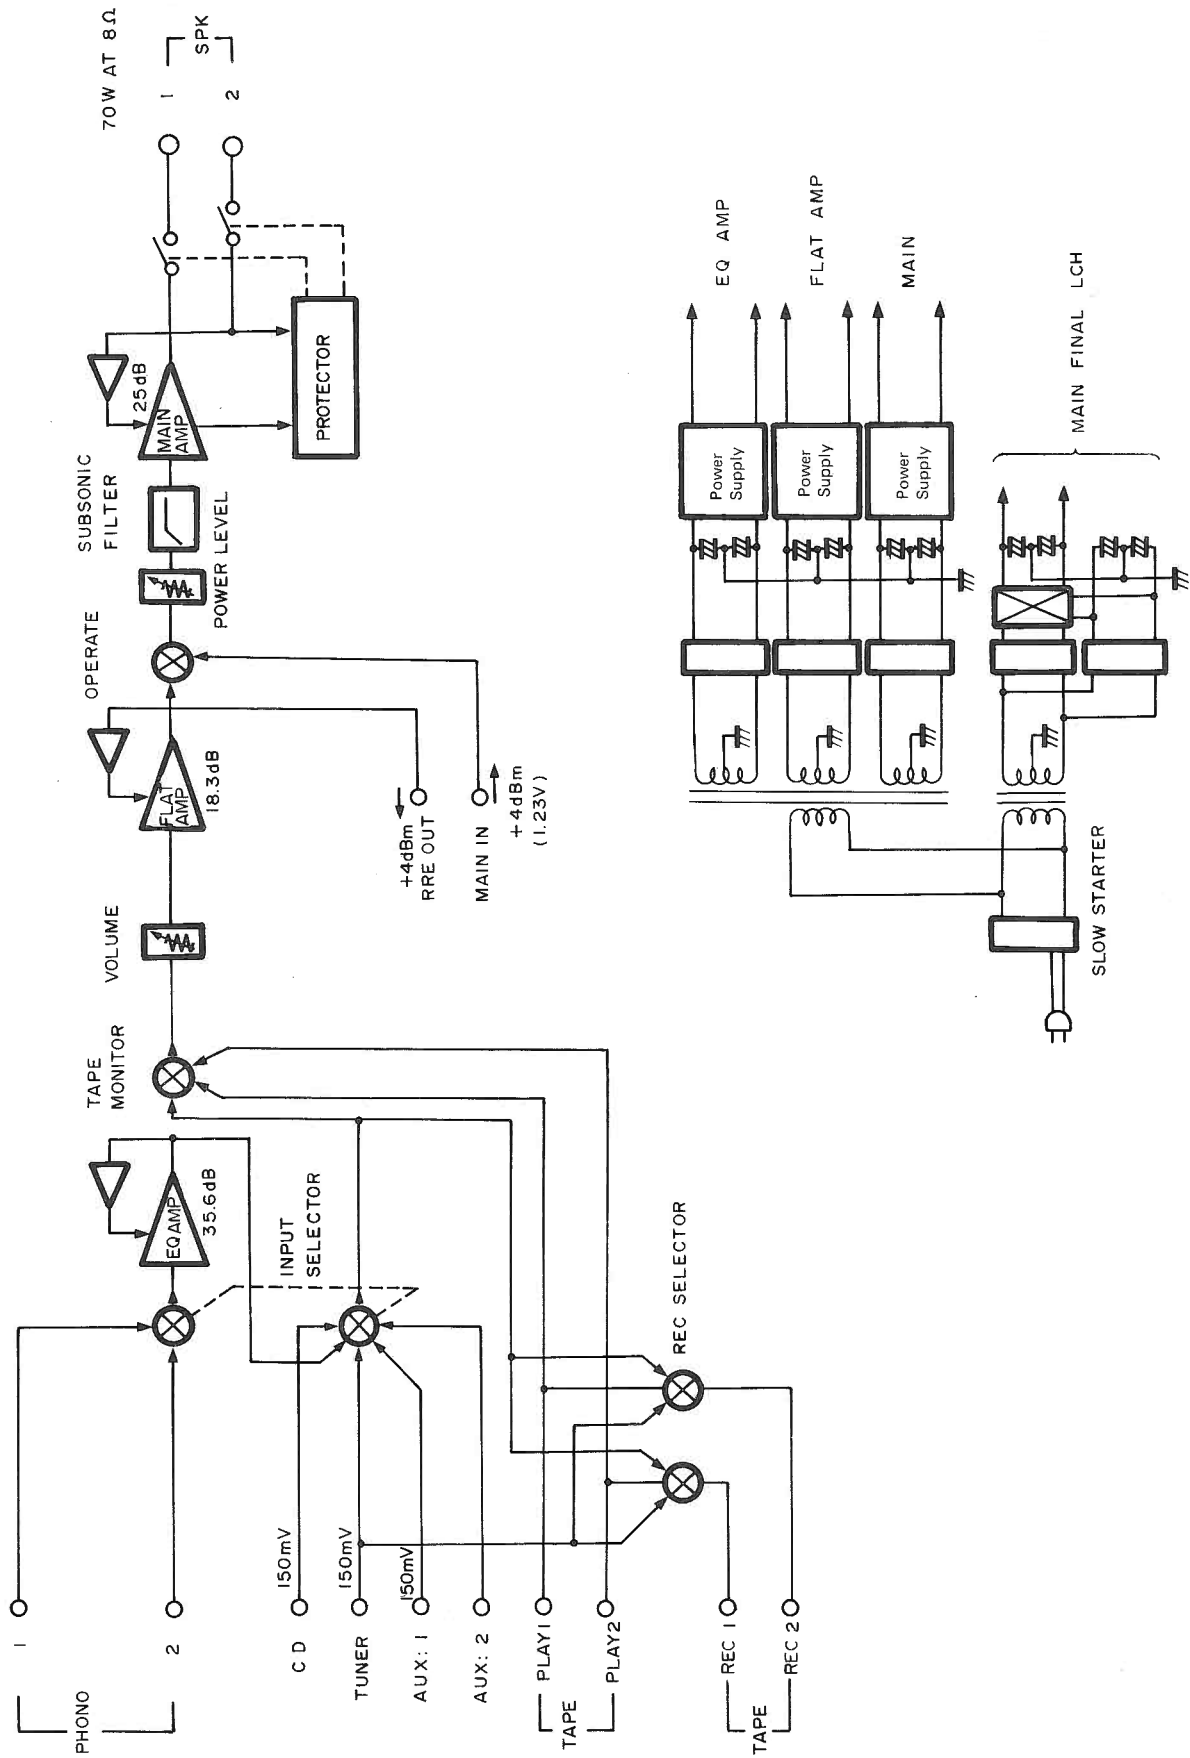 PHONO
1
2
CD
TUNER
AUX: 1
AUX: 2
TAPE
PLAY1
PLAY2
TAPE
REC 1
REC 2
150mV
150mV
150mV
INPUT
SELECTOR
REC SELECTOR
EQ AMP
35.6dB
TAPE
MONITOR
VOLUME
FLAT
AMP
18.3dB
+4dBm
RRE OUT
MAIN IN
+4dBm
(1.23V)
OPERATE
POWER LEVEL
SUBSONIC
FILTER
MAIN
AMP
25dB
PROTECTOR
70W AT 8Ω
1
2
SPK
SLOW STARTER
Power
Supply
Power
Supply
Power
Supply
EQ AMP
FLAT AMP
MAIN
MAIN FINAL LCH